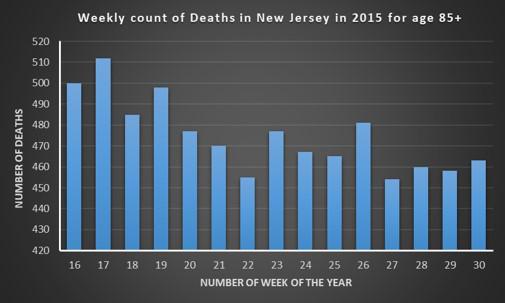 Weekly count of Deaths in New Jersey in 2015 for age 85+
520
510
500
490
480
470
460
450
440
430
420
NUMBER OF DEATHS
16 17 18 19 20 21 22 23 24 25 26 27 28 29 30
NUMBER OF WEEK OF THE YEAR